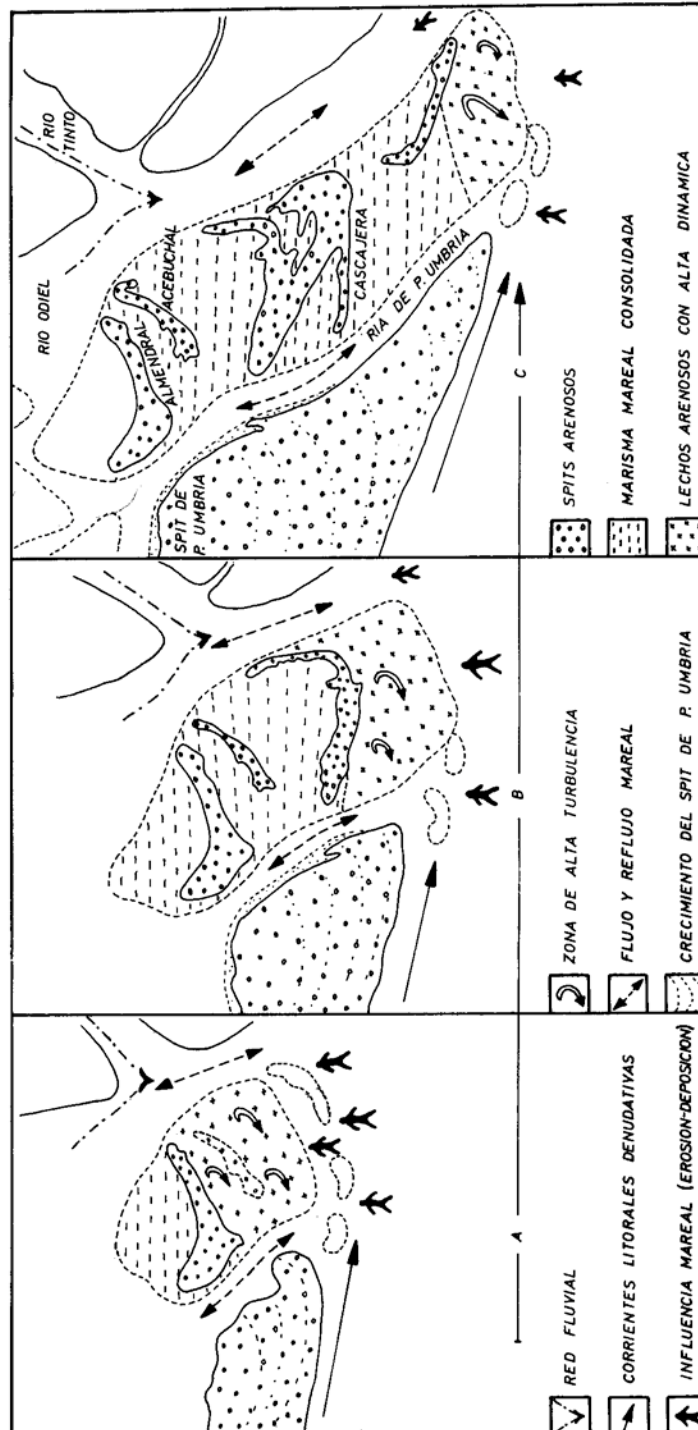 RIO ODIEL
RIO
TINTO
ALMENDRAL
ACEBUCHAL
CASCAJERA
RIA DE P. UMBRIA
SPIT DE
P. UMBRIA
A
B
C
RED FLUVIAL
CORRIENTES LITORALES DENUDATIVAS
INFLUENCIA MAREAL (EROSION-DEPOSICION)
ZONA DE ALTA TURBULENCIA
FLUJO Y REFLUJO MAREAL
CRECIMIENTO DEL SPIT DE P. UMBRIA
SPITS ARENOSOS
MARISMA MAREAL CONSOLIDADA
LECHOS ARENOSOS CON ALTA DINAMICA